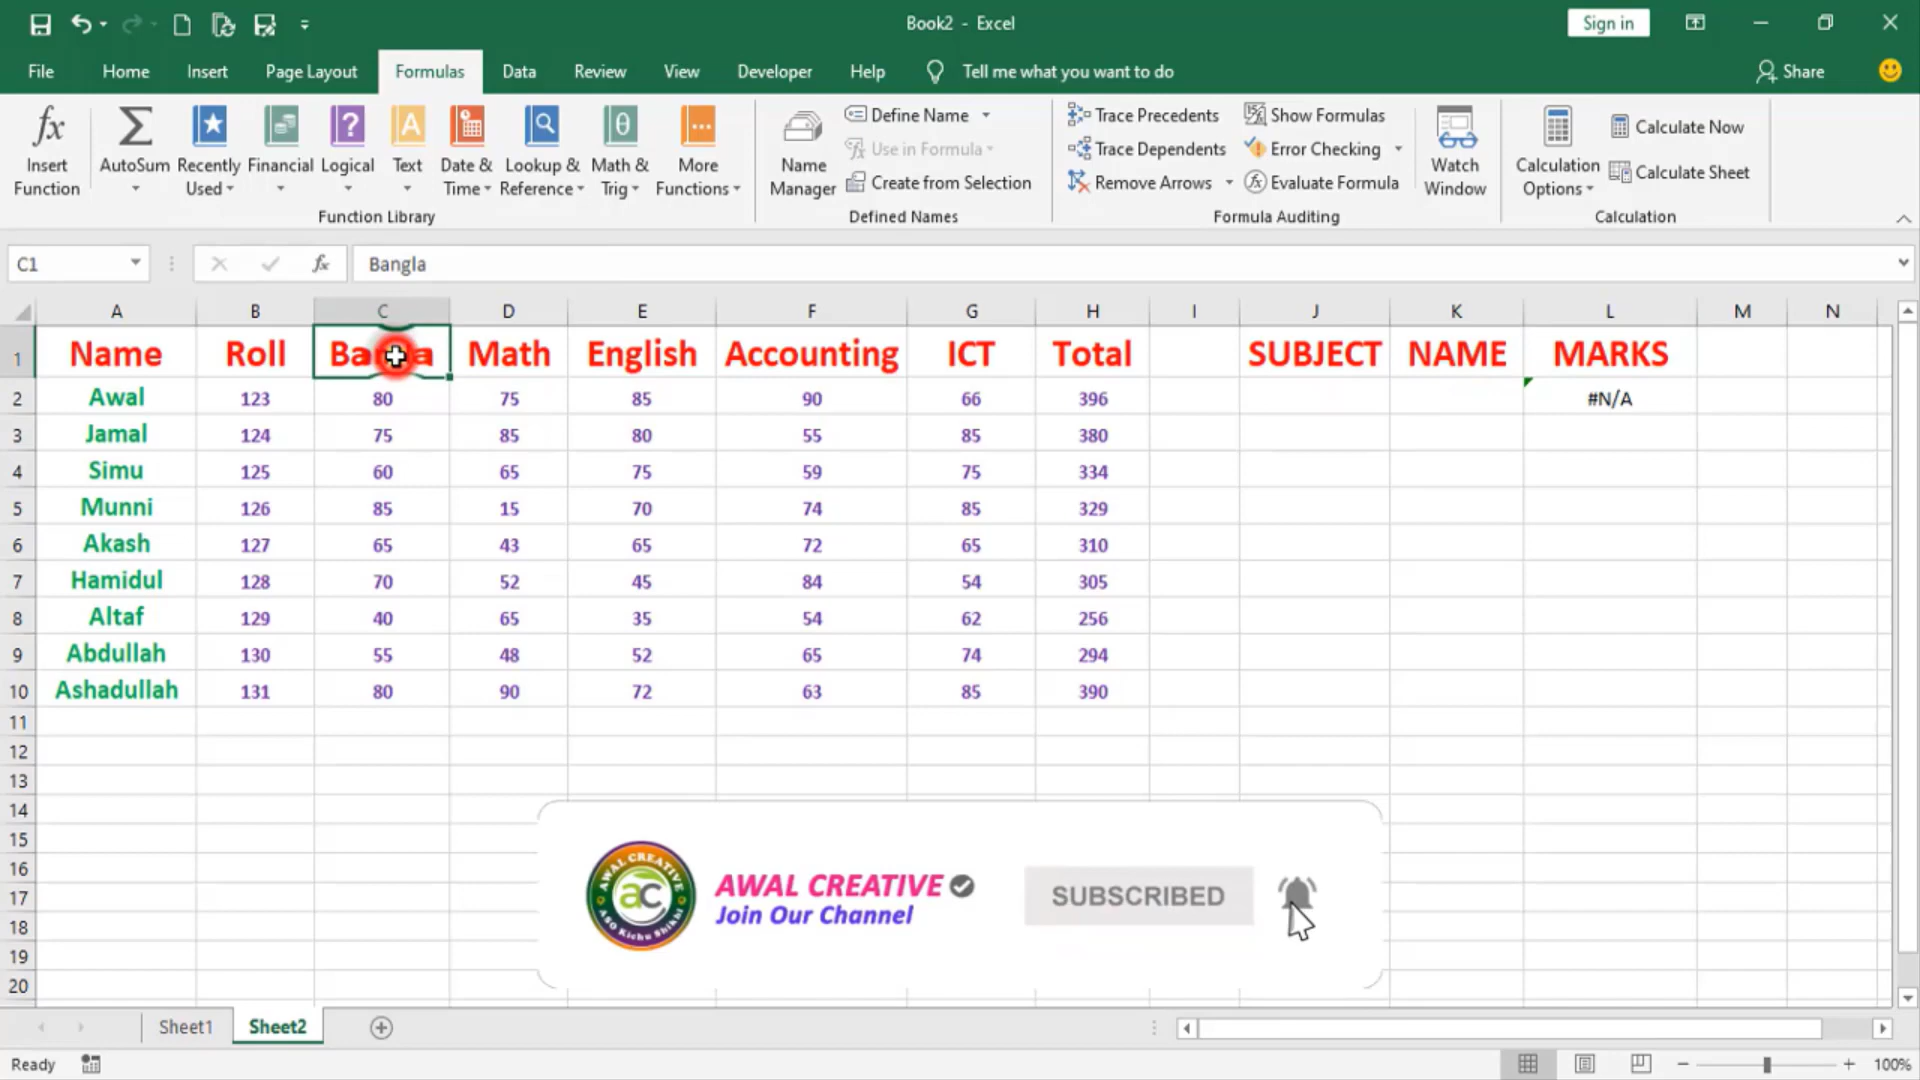 Book2 - Excel
Sign in
File Home Insert Page Layout Formulas Data Review View Developer Help Tell me what you want to do Share
Insert Function
AutoSum
Recently Used
Financial
Logical
Text
Date & Time
Lookup & Reference
Math & Trig
More Functions
Function Library
Name Manager
Define Name
Use in Formula
Create from Selection
Defined Names
Trace Precedents
Trace Dependents
Remove Arrows
Show Formulas
Error Checking
Evaluate Formula
Formula Auditing
Watch Window
Calculation Options
Calculate Now
Calculate Sheet
Calculation
C1 fx Bangla
A B C D E F G H I J K L M N
1 Name Roll Bangla Math English Accounting ICT Total SUBJECT NAME MARKS
2 Awal 123 80 75 85 90 66 396 #N/A
3 Jamal 124 75 85 80 55 85 380
4 Simu 125 60 65 75 59 75 334
5 Munni 126 85 15 70 74 85 329
6 Akash 127 65 43 65 72 65 310
7 Hamidul 128 70 52 45 84 54 305
8 Altaf 129 40 65 35 54 62 256
9 Abdullah 130 55 48 52 65 74 294
10 Ashadullah 131 80 90 72 63 85 390
11
12
13
14
15
16
17
18
19
20
AWAL CREATIVE
ac
ASO Kichu Shikhi
AWAL CREATIVE
Join Our Channel
SUBSCRIBED
Sheet1 Sheet2
Ready
100%